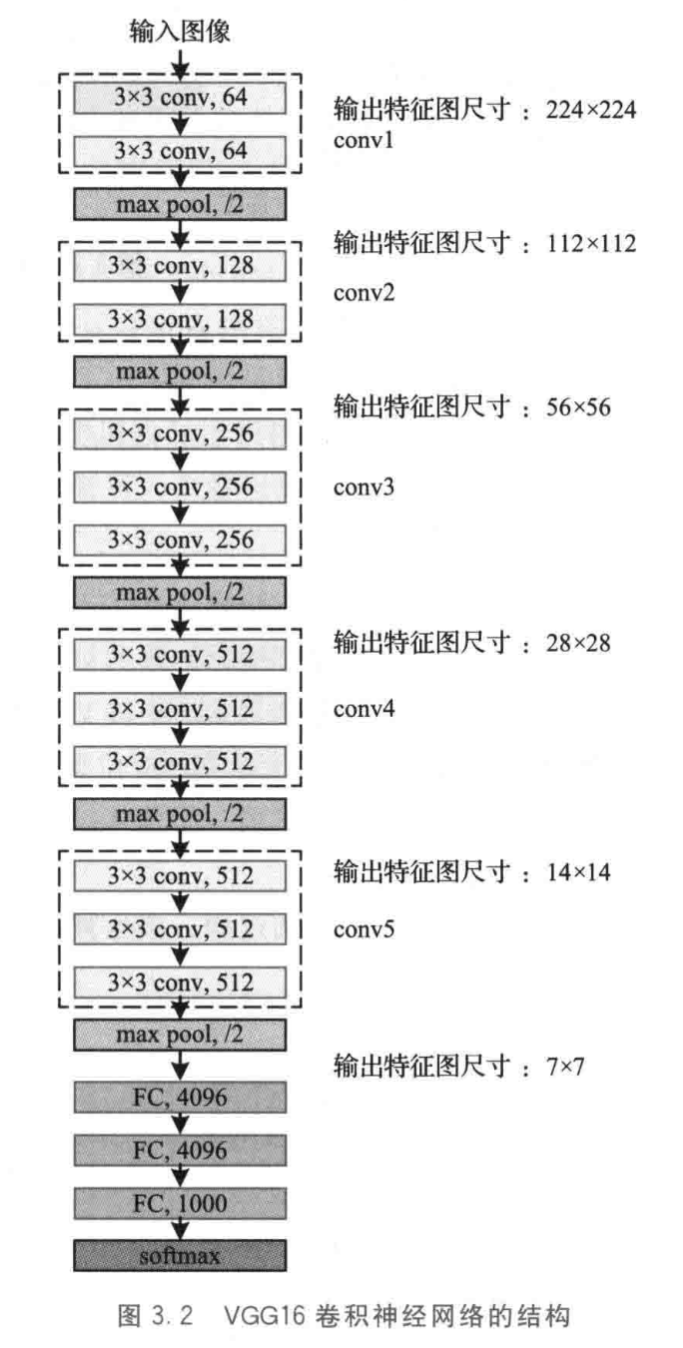 输入图像
3×3 conv, 64
输出特征图尺寸 : 224×224
conv1
3×3 conv, 64
max pool, /2
输出特征图尺寸 : 112×112
3×3 conv, 128
conv2
3×3 conv, 128
max pool, /2
输出特征图尺寸 : 56×56
3×3 conv, 256
3×3 conv, 256
conv3
3×3 conv, 256
max pool, /2
输出特征图尺寸 : 28×28
3×3 conv, 512
3×3 conv, 512
conv4
3×3 conv, 512
max pool, /2
输出特征图尺寸 : 14×14
3×3 conv, 512
3×3 conv, 512
conv5
3×3 conv, 512
max pool, /2
输出特征图尺寸 : 7×7
FC, 4096
FC, 4096
FC, 1000
softmax
图 3.2 VGG16 卷积神经网络的结构